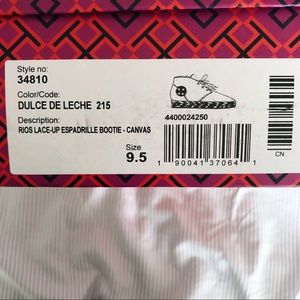 Style no:
34810
Color/Code:
DULCE DE LECHE 215
Description:
4400024250
RIOS LACE-UP ESPADRILLE BOOTIE - CANVAS
Size
9.5
1 90041 37064 1
CN